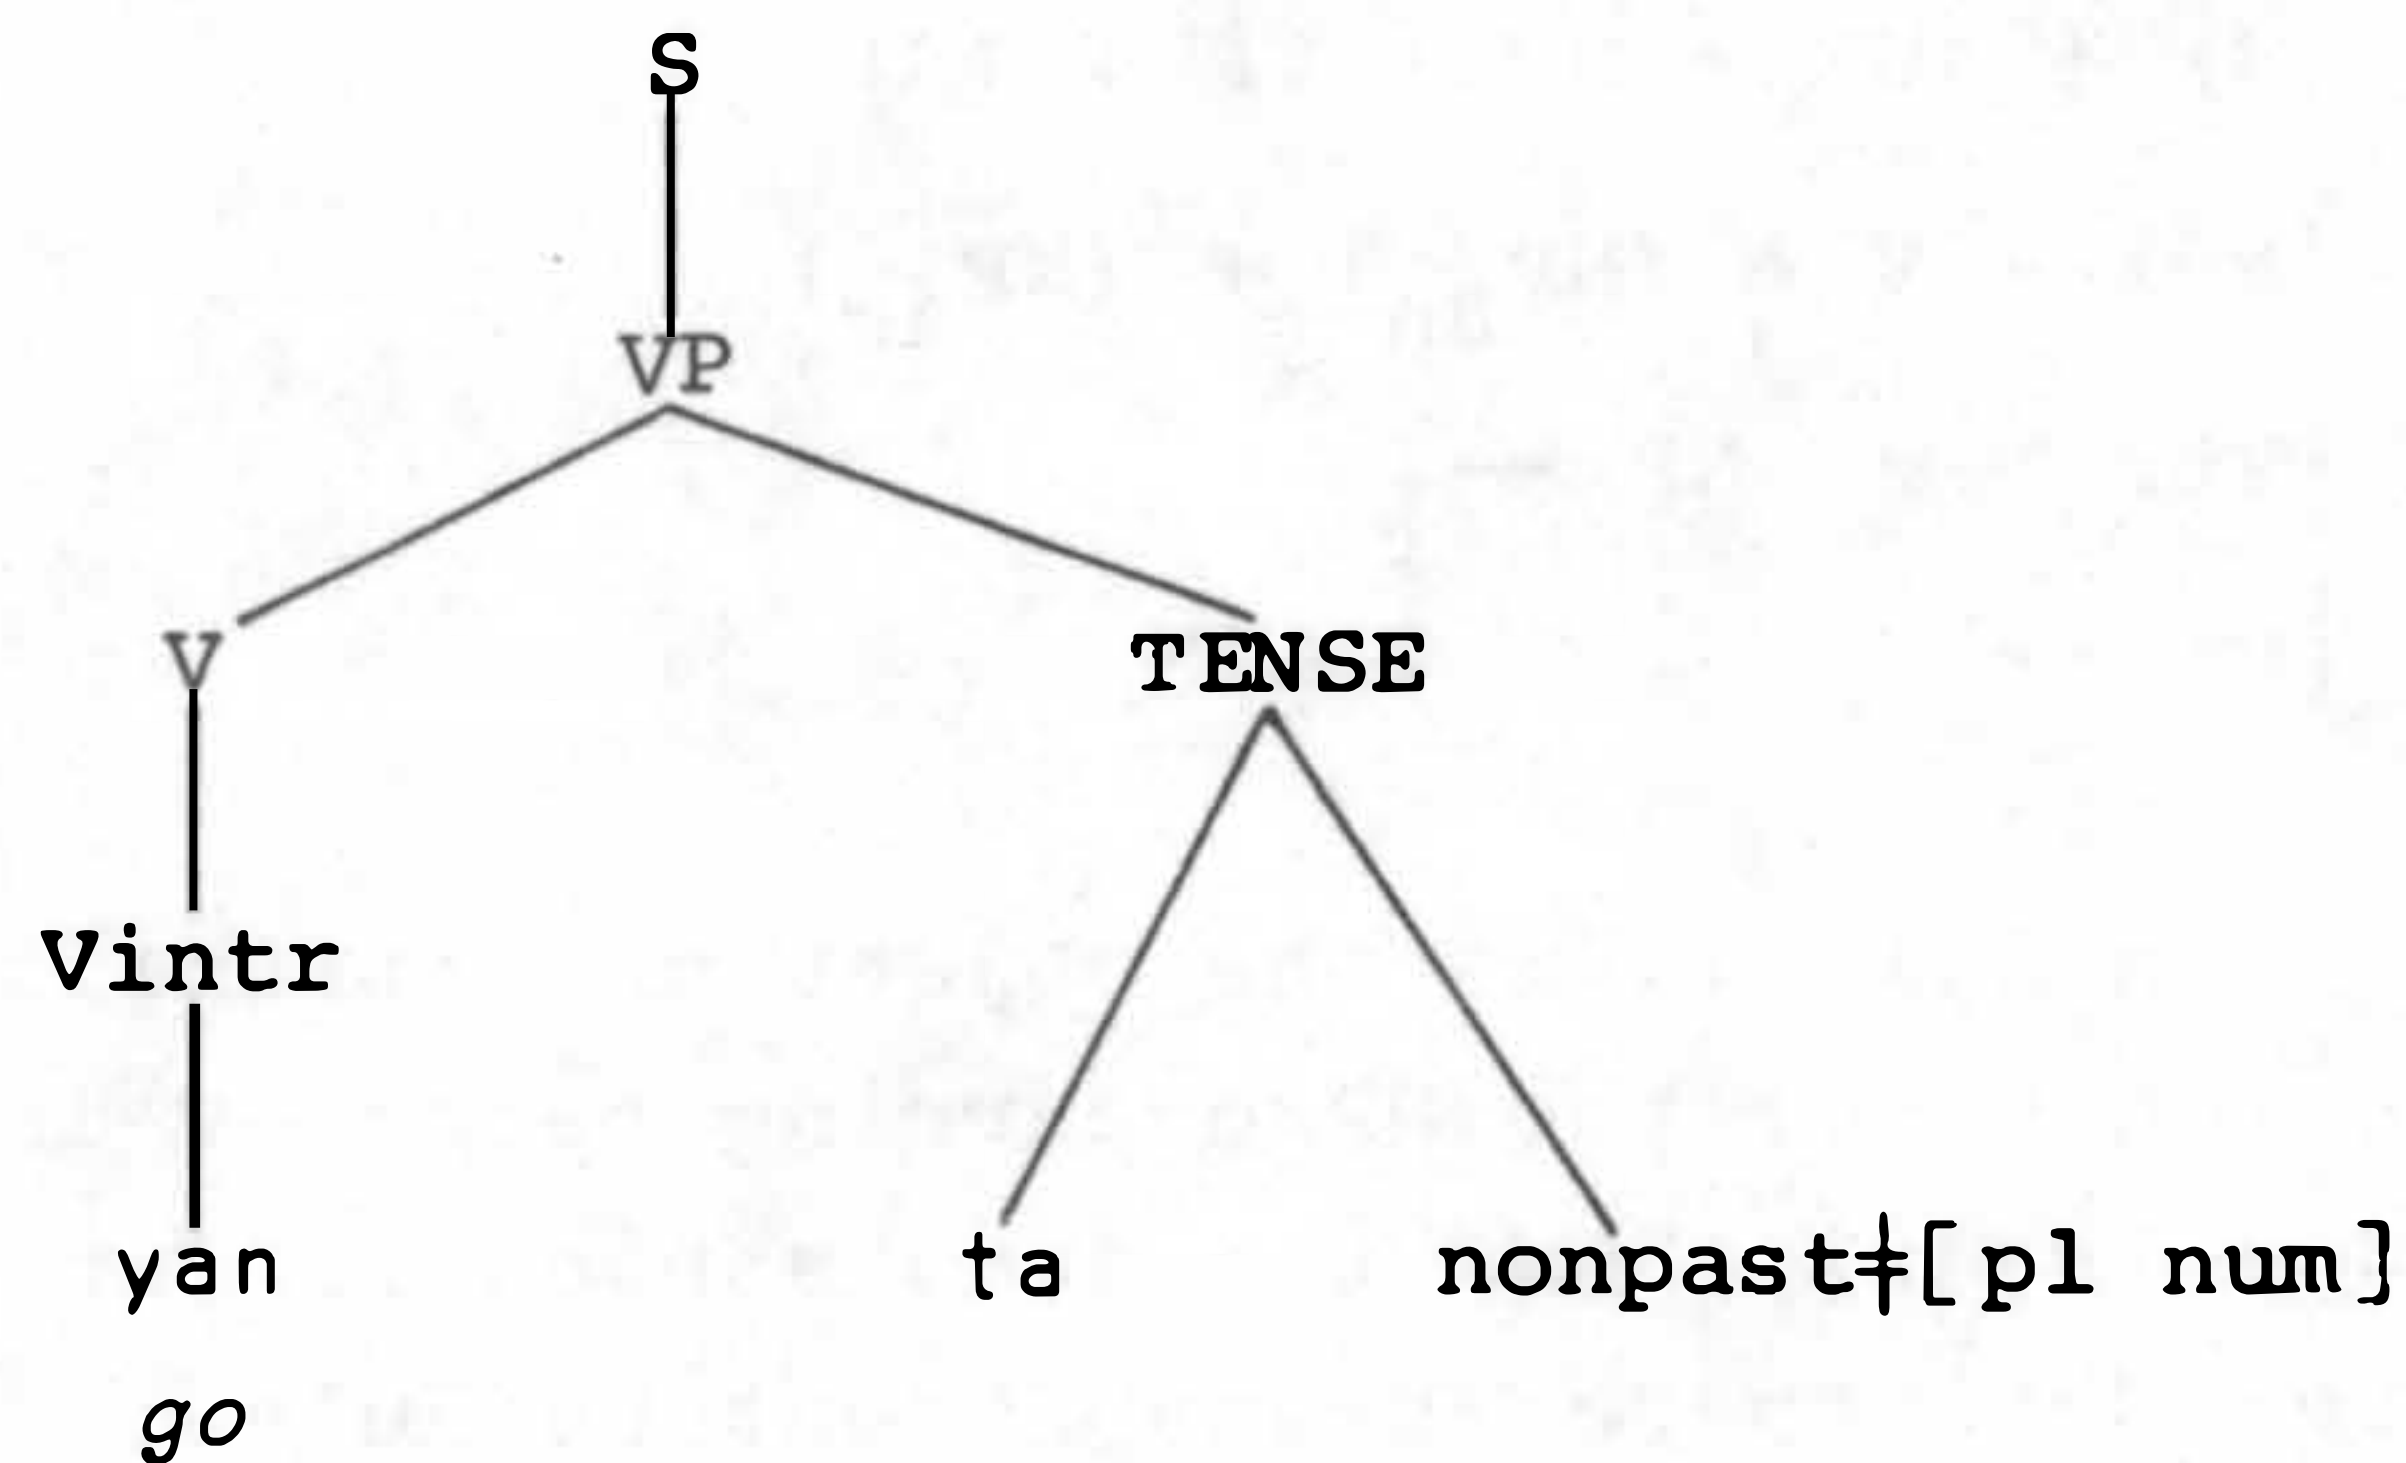 S
VP
V TENSE
Vintr
yan ta nonpast‡[pl num]
go